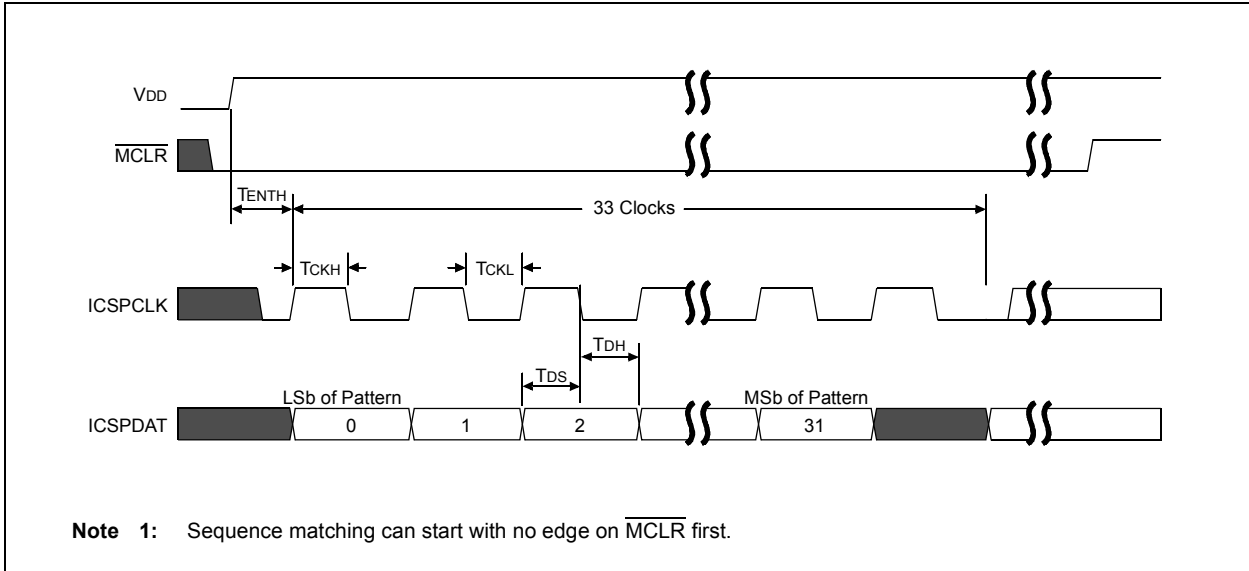 VDD
MCLR
TENTH
33 Clocks
TCKH
TCKL
ICSPCLK
TDH
TDS
LSb of Pattern
MSb of Pattern
ICSPDAT
0
1
2
31
Note 1: Sequence matching can start with no edge on MCLR first.